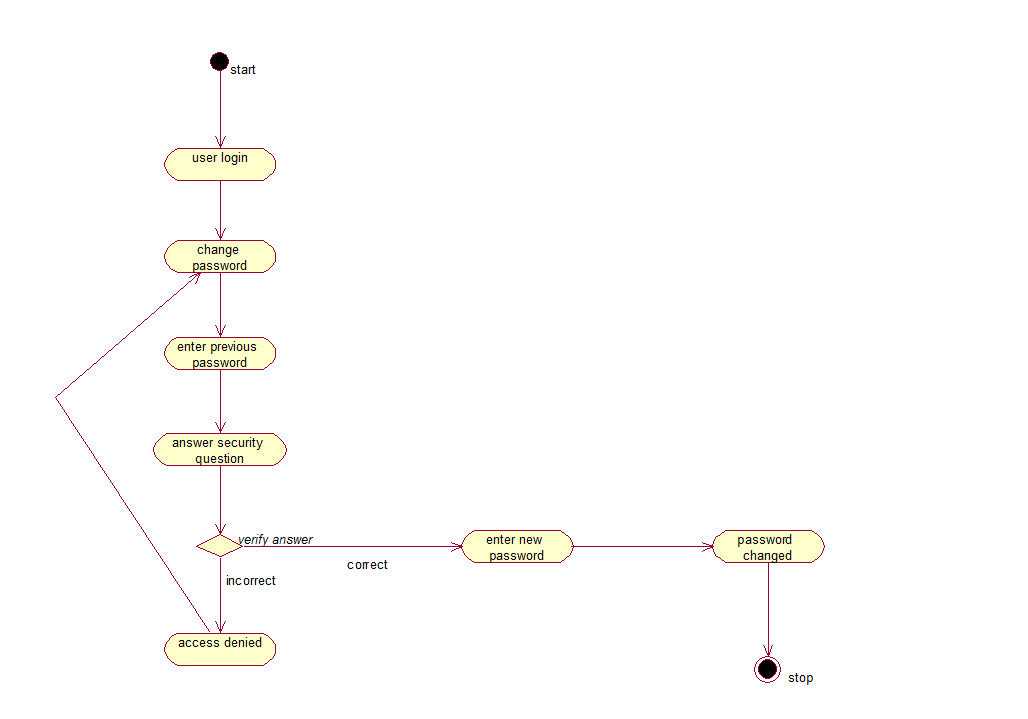 start
user login
change
password
enter previous
password
answer security
question
verify answer
correct
incorrect
enter new
password
password
changed
access denied
stop